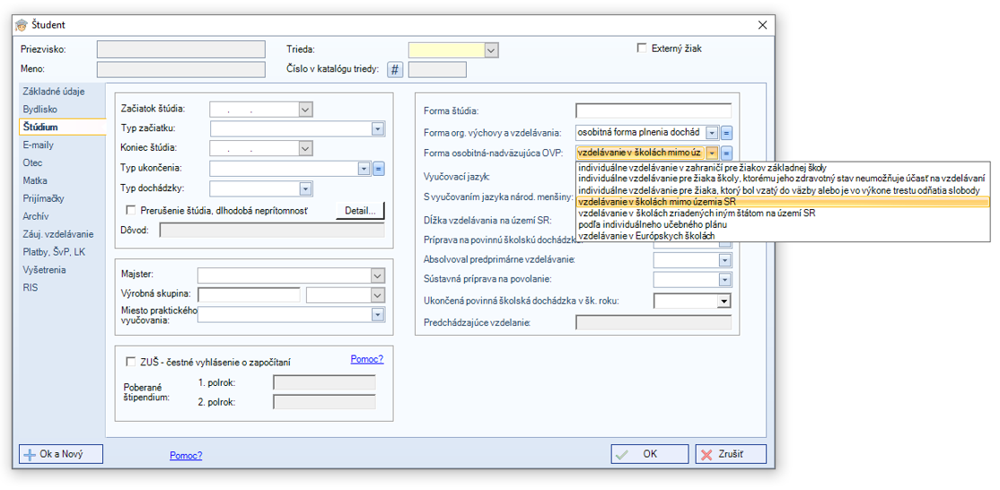 Študent
Priezvisko:
Trieda:
Externý žiak
Meno:
Číslo v katalógu triedy: #
Základné údaje
Bydlisko
Štúdium
E-maily
Otec
Matka
Prijímačky
Archív
Záuj. vzdelávanie
Platby, ŠvP, LK
Vyšetrenia
RIS
Začiatok štúdia: . .
Typ začiatku:
Koniec štúdia: . .
Typ ukončenia: =
Typ dochádzky:
Prerušenie štúdia, dlhodobá neprítomnosť Detail...
Dôvod:
Majster:
Výrobná skupina:
Miesto praktického
vyučovania:
ZUŠ - čestné vyhlásenie o započítaní Pomoc?
Poberané
štipendium:
1. polrok:
2. polrok:
Forma štúdia:
Forma org. výchovy a vzdelávania: osobitná forma plnenia dochád =
Forma osobitná-nadväzujúca OVP: vzdelávanie v školách mimo úz =
individuálne vzdelávanie v zahraničí pre žiakov základnej školy
individuálne vzdelávanie pre žiaka školy, ktorému jeho zdravotný stav neumožňuje účasť na vzdelávaní
individuálne vzdelávanie pre žiaka, ktorý bol vzatý do väzby alebo je vo výkone trestu odňatia slobody
vzdelávanie v školách mimo územia SR
vzdelávanie v školách zriadených iným štátom na území SR
podľa individuálneho učebného plánu
vzdelávanie v Európskych školách
Vyučovací jazyk:
S vyučovaním jazyka národ. menšiny:
Dĺžka vzdelávania na území SR:
Príprava na povinnú školskú dochádzku:
Absolvoval predprimárne vzdelávanie:
Sústavná príprava na povolanie:
Ukončená povinná školská dochádzka v šk. roku:
Predchádzajúce vzdelanie:
Ok a Nový
Pomoc?
OK
Zrušiť